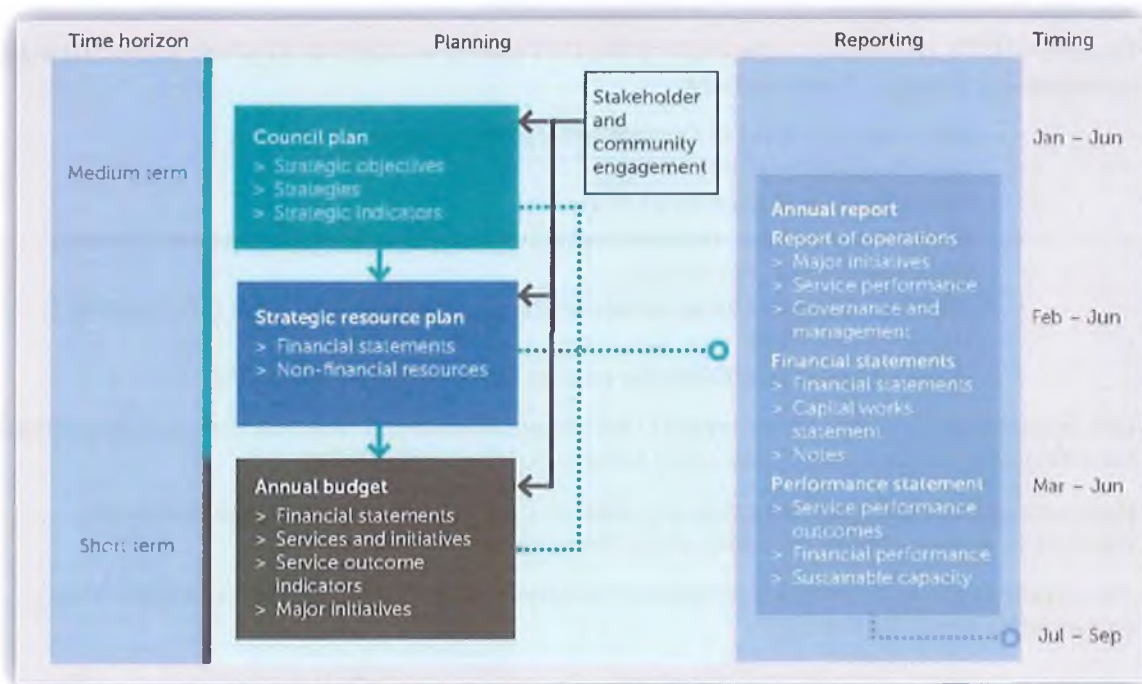 Time horizon
Planning
Reporting
Timing
Medium term
Short term
Council plan
> Strategic objectives
> Strategies
> Strategic indicators
Strategic resource plan
> Financial statements
> Non-financial resources
Annual budget
> Financial statements
> Services and initiatives
> Service outcome
indicators
> Major initiatives
Stakeholder
and
community
engagement
Annual report
Report of operations
> Major initiatives
> Service performance
> Governance and
management
Financial statements
> Financial statements
> Capital works
statement
> Notes
Performance statement
> Service performance
outcomes
> Financial performance
> Sustainable capacity
Jan – Jun
Feb – Jun
Mar – Jun
Jul – Sep